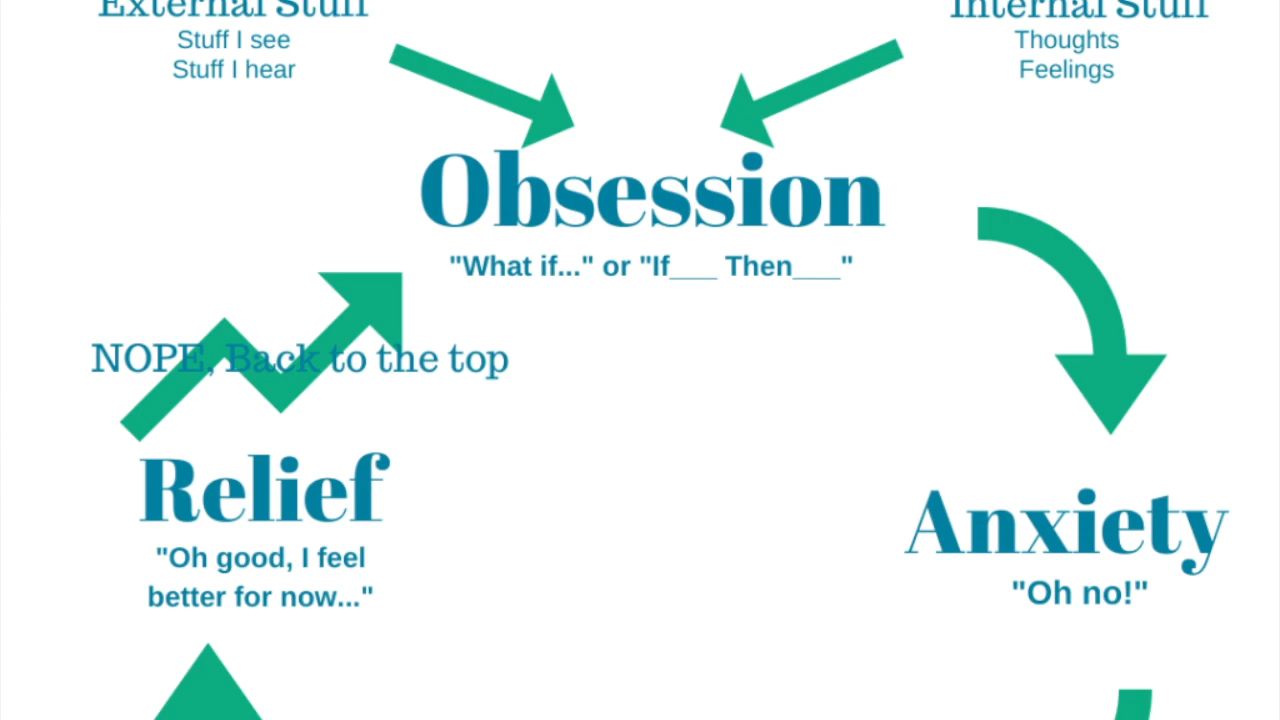 External Stuff
Stuff I see
Stuff I hear
Internal Stuff
Thoughts
Feelings
Obsession
"What if..." or "If___ Then___"
NOPE, Back to the top
Relief
"Oh good, I feel
better for now..."
Anxiety
"Oh no!"